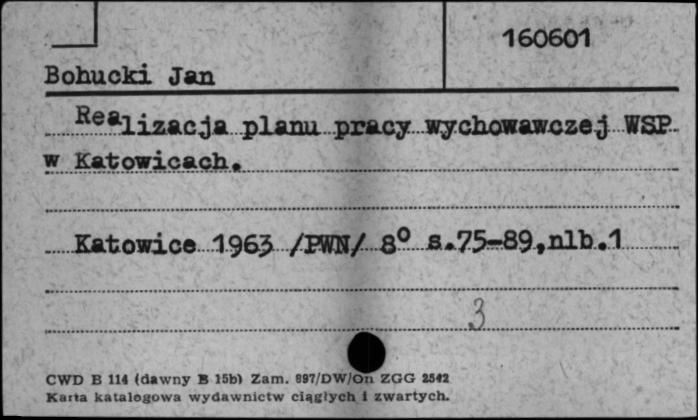 160601
Bohucki Jan
Realizacja planu pracy wychowawczej WSP
w Katowicach.
Katowice 1963 /PWN/ 8° s.75-89,nlb.1
3
CWD B 114 (dawny B 15b) Zam. 897/DW/On ZGG 2542
Karta katalogowa wydawnictw ciągłych i zwartych.